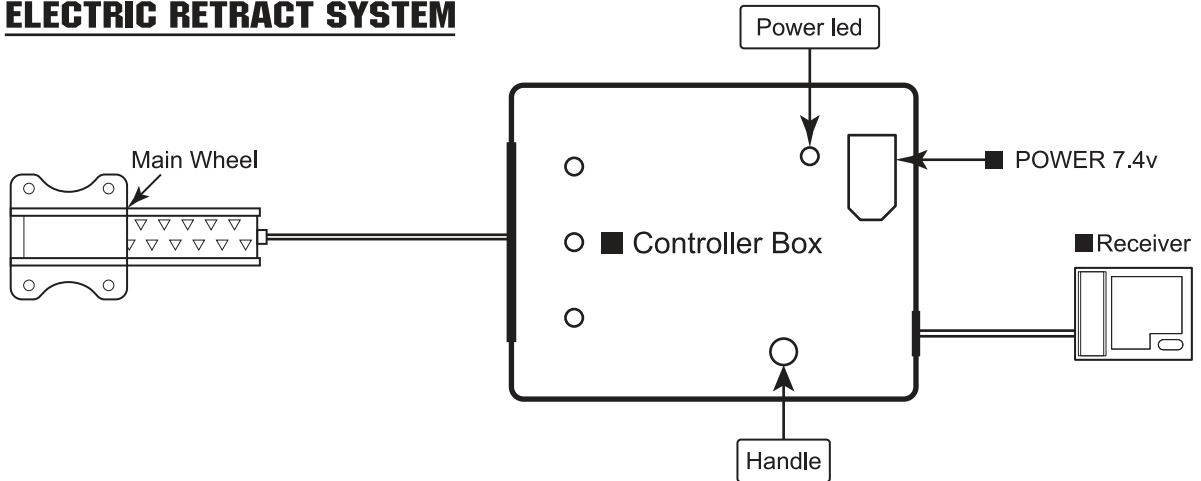 ELECTRIC RETRACT SYSTEM
Power led
Main Wheel
POWER 7.4v
Controller Box
Receiver
Handle